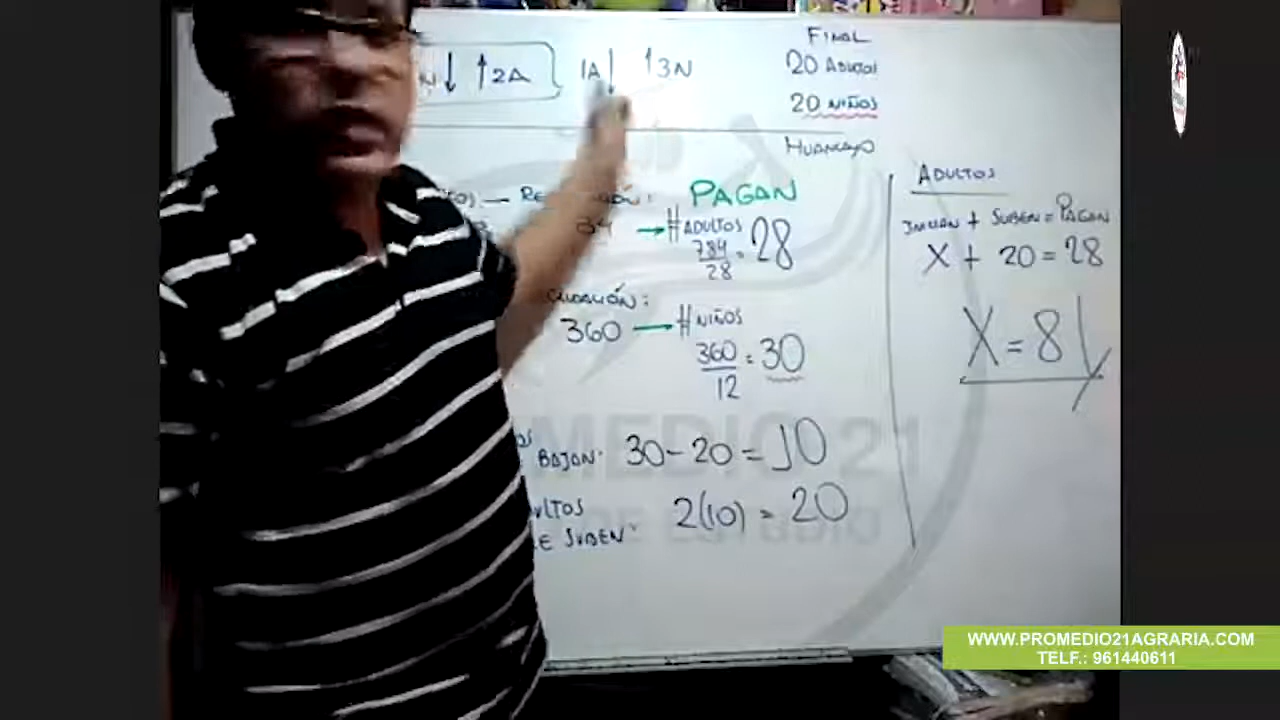 N↓ ↑2A } 1A↓ ↑3N
FINAL
20 ADULTOS
20 NIÑOS
HUANCAYO
PAGAN
→ # ADULTOS
784/28 = 28
360 → # NIÑOS
360/12 = 30
BAJAN: 30 - 20 = 10
SUBEN: 2(10) = 20
ADULTOS
INICIAN + SUBEN = PAGAN
X + 20 = 28
X = 8
WWW.PROMEDIO21AGRARIA.COM
TELF.: 961440611